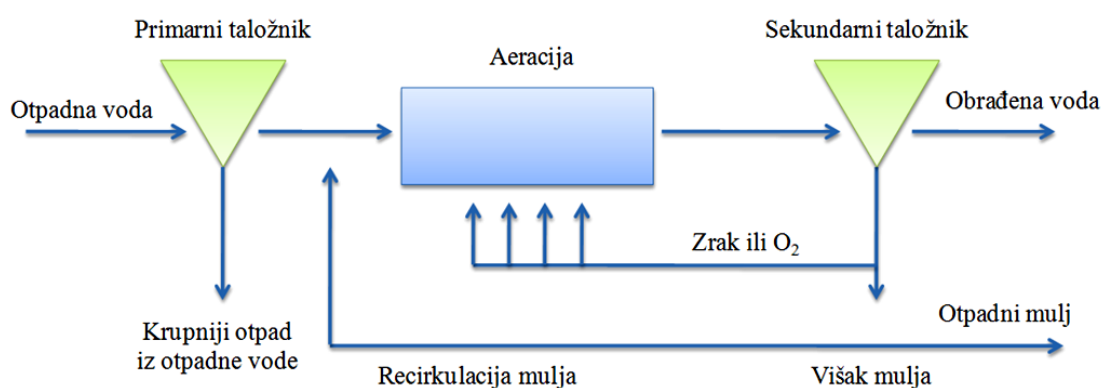 Primarni taložnik
Sekundarni taložnik
Aeracija
Otpadna voda
Obrađena voda
Zrak ili O₂
Otpadni mulj
Krupniji otpad
iz otpadne vode
Recirkulacija mulja
Višak mulja